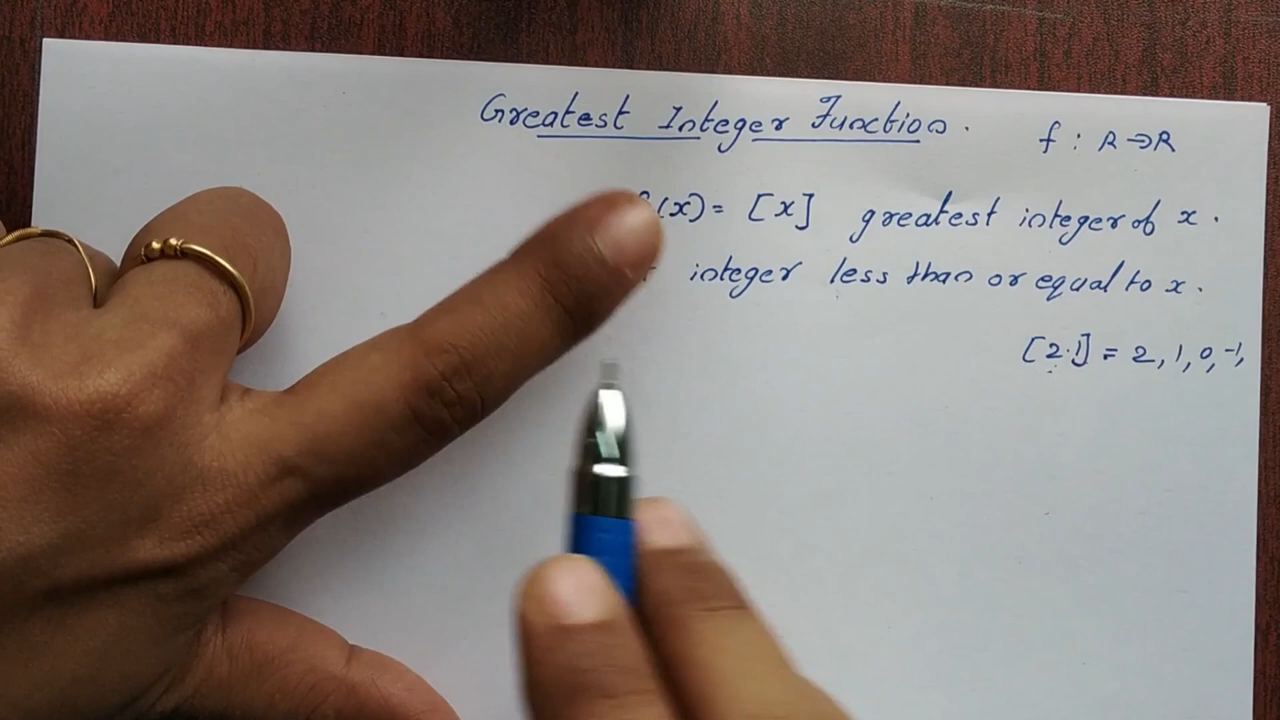 Greatest Integer Function. f : R → R
(x) = [x] greatest integer of x.
integer less than or equal to x.
[2.1] = 2, 1, 0, -1,